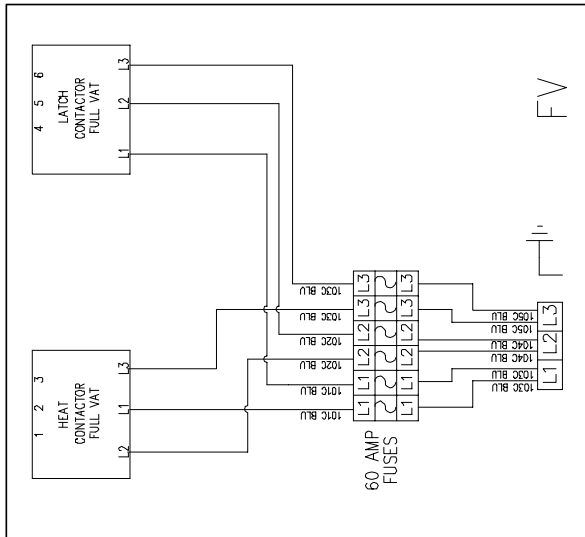 6
5
4
LATCH
CONTACTOR
FULL VAT
L3
L2
L1
3
2
1
HEAT
CONTACTOR
FULL VAT
L3
L1
L2
103C BLU
103C BLU
102C BLU
102C BLU
101C BLU
101C BLU
L3 L3
L3 L3
L2 L2
L2 L2
L1 L1
L1 L1
60 AMP
FUSES
105C BLU
105C BLU
104C BLU
104C BLU
103C BLU
103C BLU
L3
L2
L1
FV